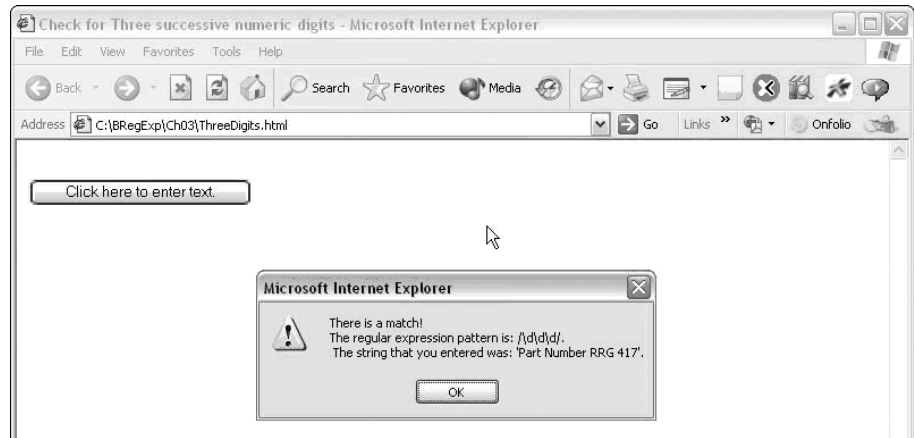 Check for Three successive numeric digits - Microsoft Internet Explorer
File Edit View Favorites Tools Help
Back Search Favorites Media
Address C:\BRegExp\Ch03\ThreeDigits.html Go Links » Onfolio
Click here to enter text.
Microsoft Internet Explorer
There is a match!
The regular expression pattern is: /\d\d\d/.
The string that you entered was: 'Part Number RRG 417'.
OK